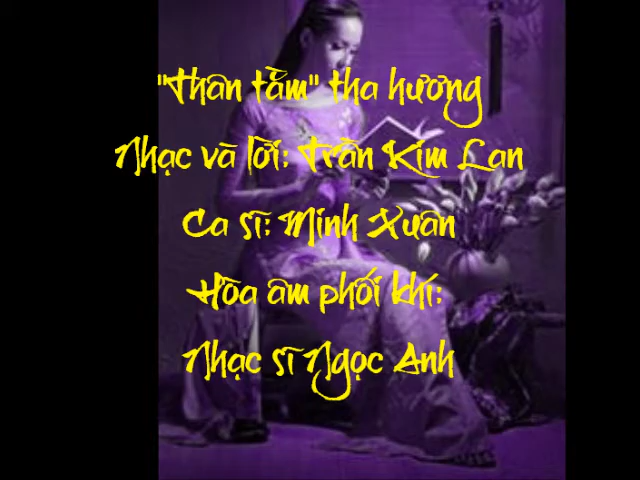 "Thân tằm" tha hương
Nhạc và lời: Trần Kim Lan
Ca sĩ: Minh Xuân
Hòa âm phối khí:
Nhạc sĩ Ngọc Anh